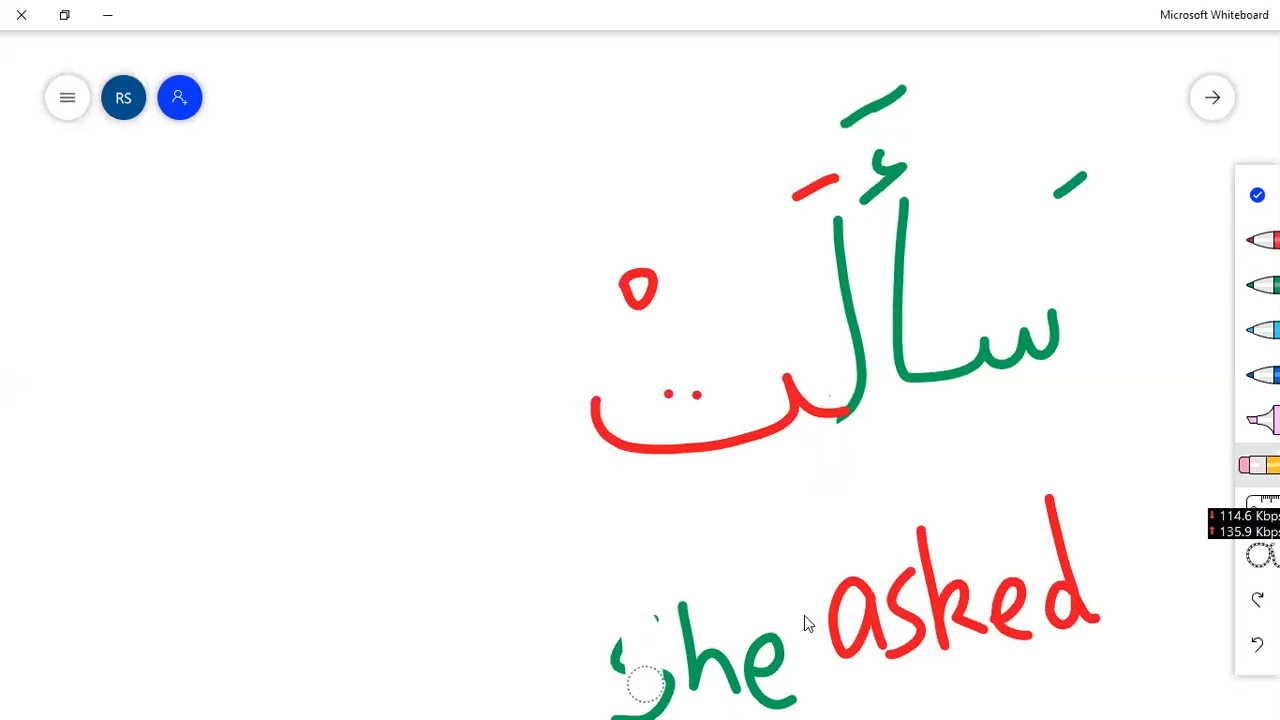 Microsoft Whiteboard
RS
سَأَلَتْ
114.6 Kbps
135.9 Kbps
she asked